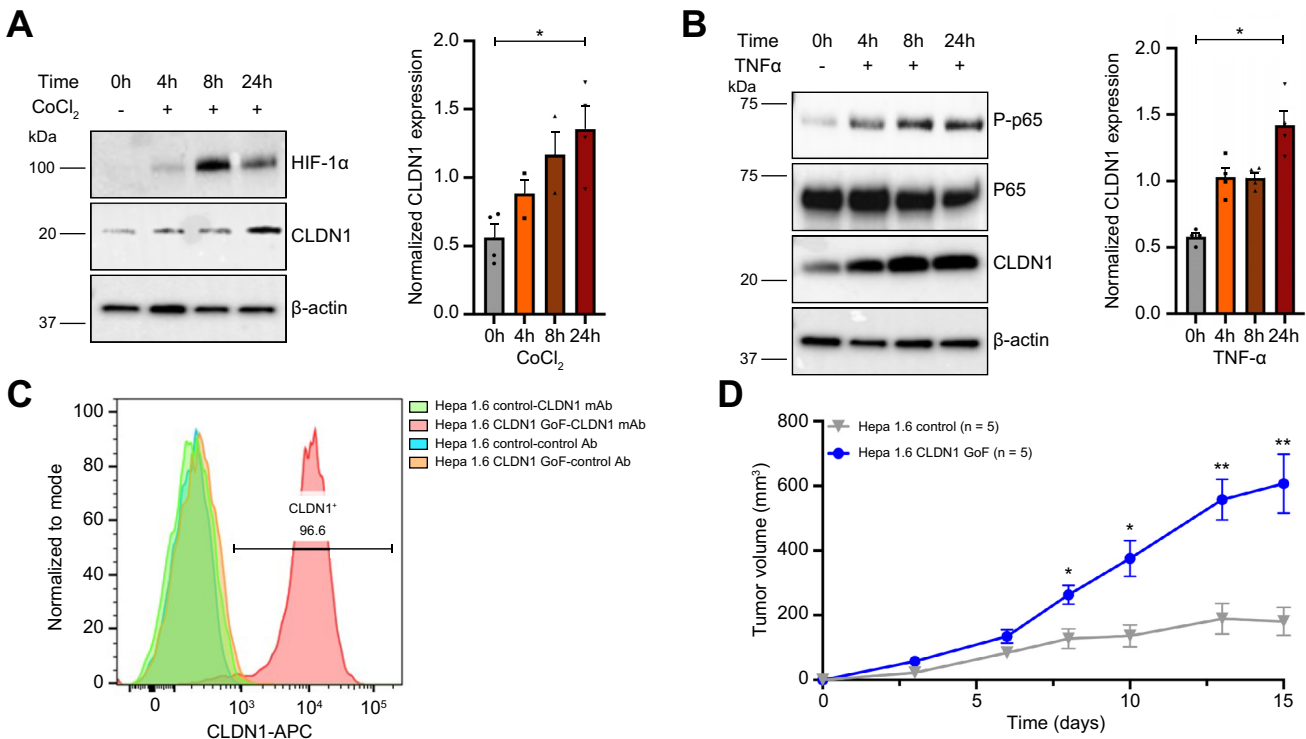 A
Time 0h 4h 8h 24h
CoCl₂ - + + +
kDa
100
HIF-1α
20
CLDN1
37
β-actin
Normalized CLDN1 expression
2.0
1.5
1.0
0.5
0.0
*
0h 4h 8h 24h
CoCl₂
B
Time 0h 4h 8h 24h
TNFα - + + +
kDa
75
P-p65
75
P65
20
CLDN1
37
β-actin
Normalized CLDN1 expression
2.0
1.5
1.0
0.5
0.0
*
0h 4h 8h 24h
TNF-α
C
Normalized to mode
100
80
60
40
20
0
CLDN1⁺
96.6
0 10³ 10⁴ 10⁵
CLDN1-APC
Hepa 1.6 control-CLDN1 mAb
Hepa 1.6 CLDN1 GoF-CLDN1 mAb
Hepa 1.6 control-control Ab
Hepa 1.6 CLDN1 GoF-control Ab
D
Tumor volume (mm³)
800
600
400
200
0
Hepa 1.6 control (n = 5)
Hepa 1.6 CLDN1 GoF (n = 5)
*
*
**
**
0 5 10 15
Time (days)